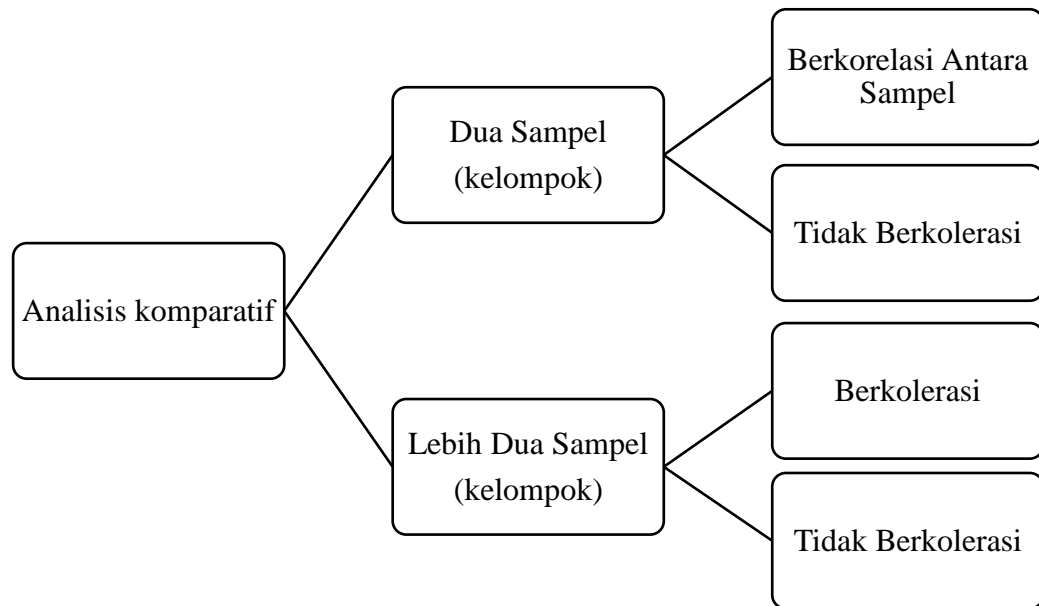 Analisis komparatif
Dua Sampel
(kelompok)
Berkorelasi Antara
Sampel
Tidak Berkolerasi
Lebih Dua Sampel
(kelompok)
Berkolerasi
Tidak Berkolerasi